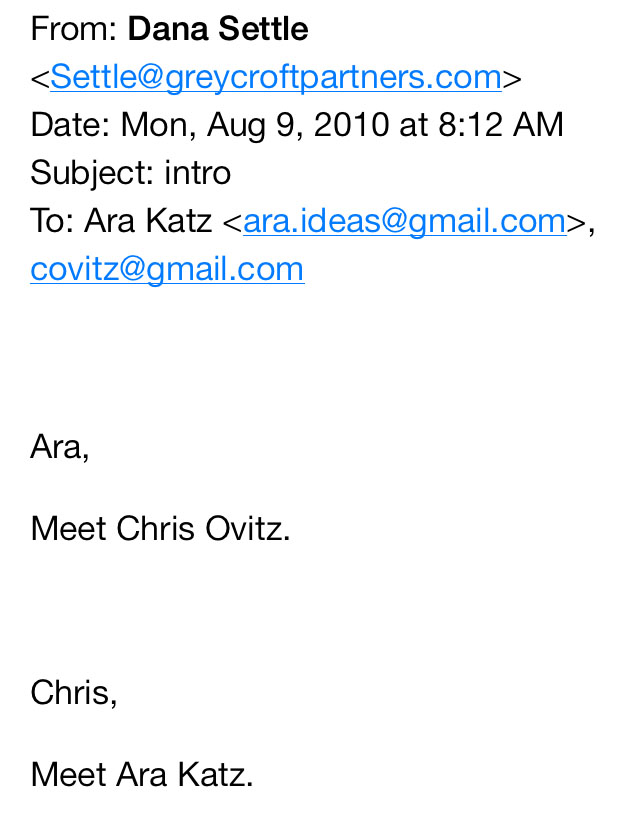 From: Dana Settle
<Settle@greycroftpartners.com>
Date: Mon, Aug 9, 2010 at 8:12 AM
Subject: intro
To: Ara Katz <ara.ideas@gmail.com>,
covitz@gmail.com
Ara,
Meet Chris Ovitz.
Chris,
Meet Ara Katz.